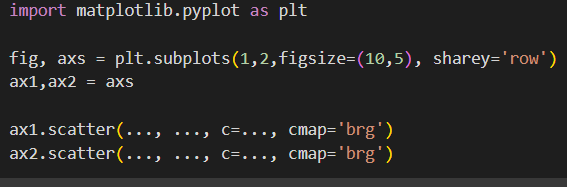 import matplotlib.pyplot as plt
fig, axs = plt.subplots(1,2,figsize=(10,5), sharey='row')
ax1,ax2 = axs
ax1.scatter(..., ..., c=..., cmap='brg')
ax2.scatter(..., ..., c=..., cmap='brg')